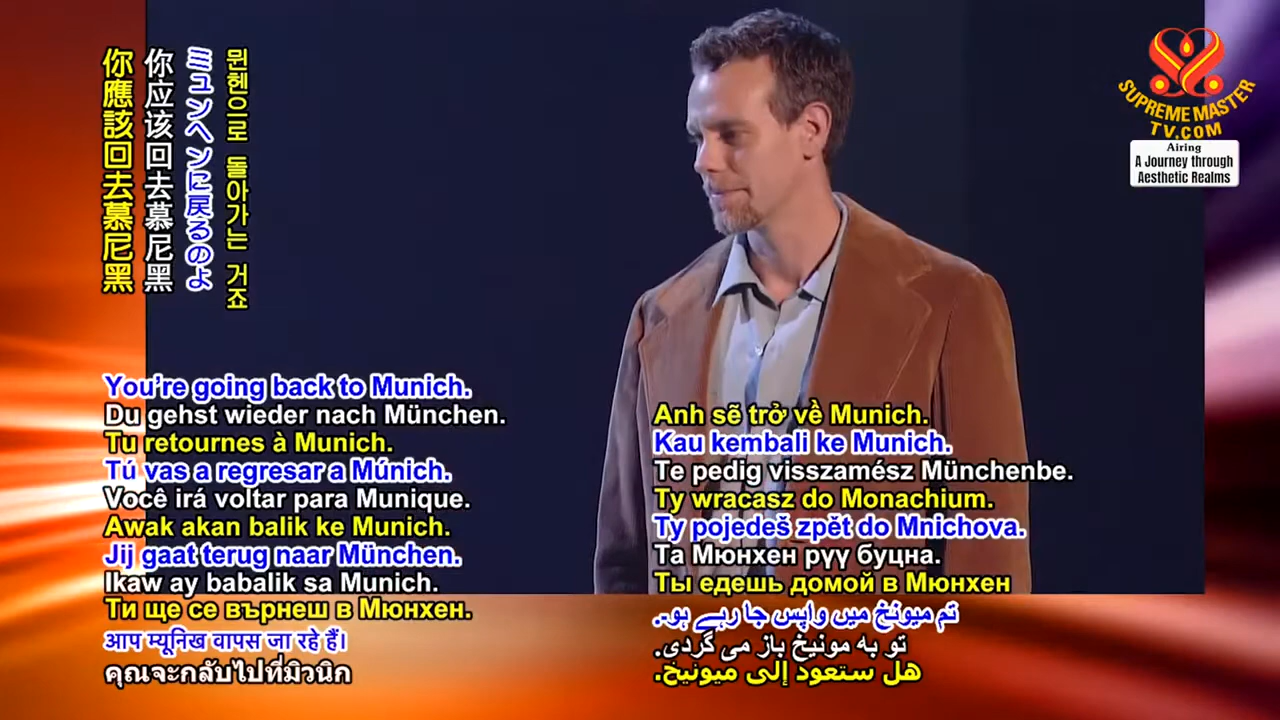 你應該回去慕尼黑
你应该回去慕尼黑
ミュンヘンに戻るのよ
뮌헨으로 돌아가는 거죠
SUPREME MASTER
TV.COM
Airing
A Journey through
Aesthetic Realms
You're going back to Munich.
Du gehst wieder nach München.
Tu retournes à Munich.
Tú vas a regresar a Múnich.
Você irá voltar para Munique.
Awak akan balik ke Munich.
Jij gaat terug naar München.
Ikaw ay babalik sa Munich.
Ти ще се върнеш в Мюнхен.
आप म्यूनिख वापस जा रहे हैं।
คุณจะกลับไปที่มิวนิก
Anh sẽ trở về Munich.
Kau kembali ke Munich.
Te pedig visszamész Münchenbe.
Ty wracasz do Monachium.
Ty pojedeš zpět do Mnichova.
Та Мюнхен рүү буцна.
Ты едешь домой в Мюнхен
تم میونخ میں واپس جا رہے ہو۔
تو به مونیخ باز می گردی.
هل ستعود إلى ميونيخ.